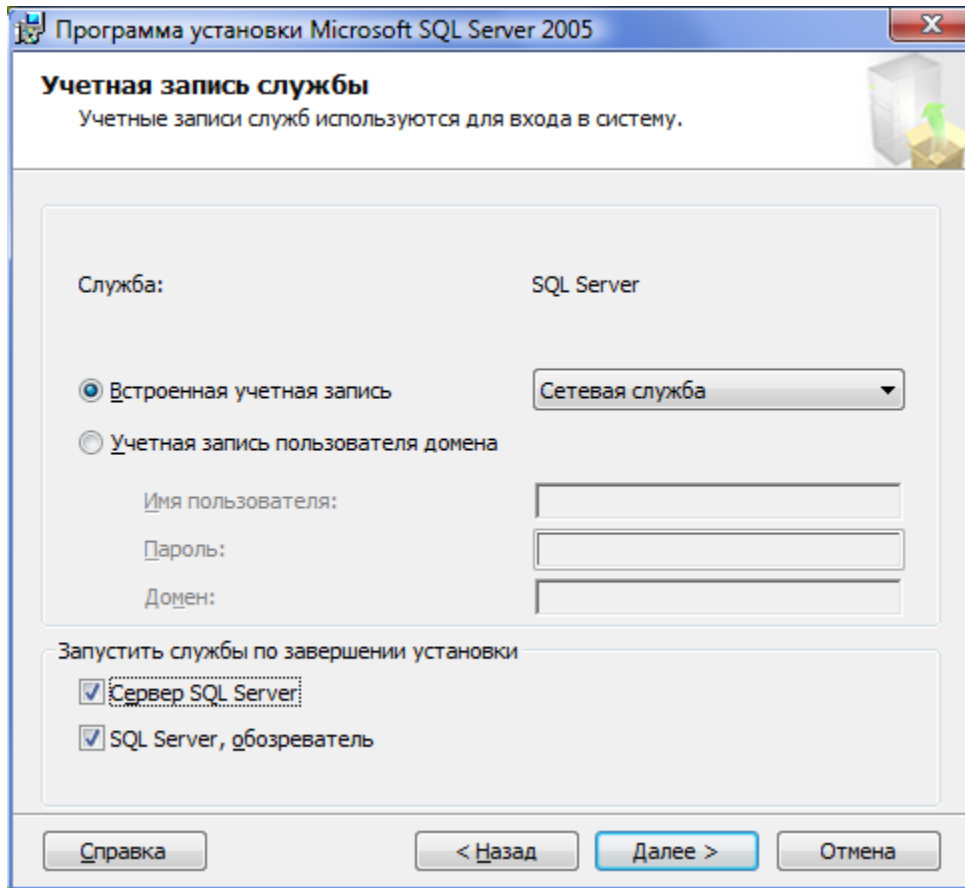 Программа установки Microsoft SQL Server 2005
Учетная запись службы
Учетные записи служб используются для входа в систему.
Служба: SQL Server
Встроенная учетная запись Сетевая служба
Учетная запись пользователя домена
Имя пользователя:
Пароль:
Домен:
Запустить службы по завершении установки
Сервер SQL Server
SQL Server, обозреватель
Справка < Назад Далее > Отмена